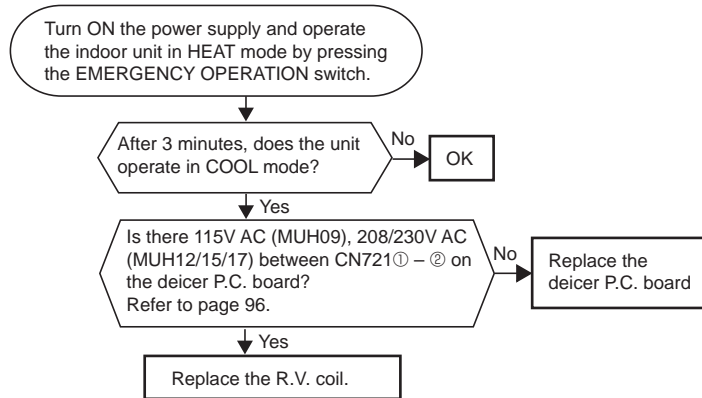 Turn ON the power supply and operate
the indoor unit in HEAT mode by pressing
the EMERGENCY OPERATION switch.
After 3 minutes, does the unit
operate in COOL mode?
No
OK
Yes
Is there 115V AC (MUH09), 208/230V AC
(MUH12/15/17) between CN721① – ② on
the deicer P.C. board?
Refer to page 96.
No
Replace the
deicer P.C. board
Yes
Replace the R.V. coil.